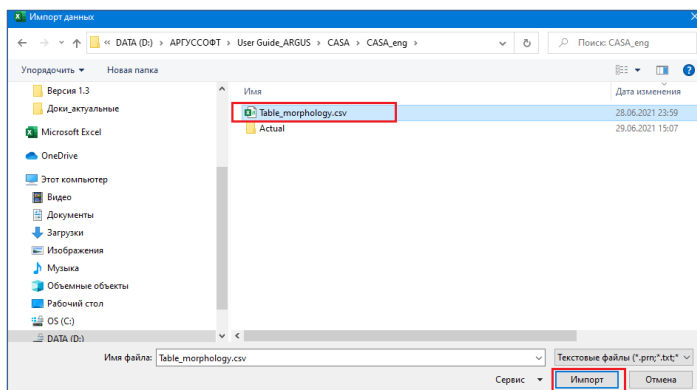 Импорт данных
« DATA (D:) › АРГУССОФТ › User Guide_ARGUS › CASA › CASA_eng ›
Поиск: CASA_eng
Упорядочить
Новая папка
Имя
Дата изменения
Версия 1.3
Доки_актуальные
Microsoft Excel
OneDrive
Этот компьютер
Видео
Документы
Загрузки
Изображения
Музыка
Объемные объекты
Рабочий стол
OS (C:)
DATA (D:)
Table_morphology.csv 28.06.2021 23:59
Actual 29.06.2021 15:07
Имя файла: Table_morphology.csv
Текстовые файлы (*.prn;*.txt;*
Сервис
Импорт
Отмена